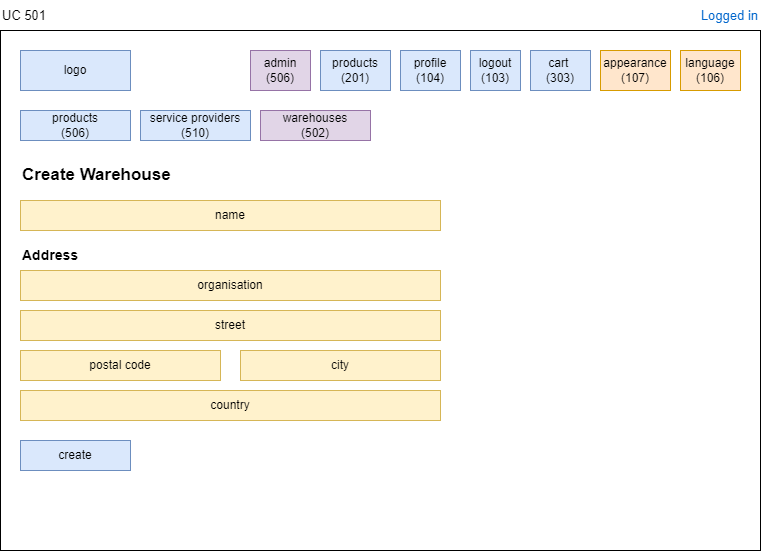 UC 501
Logged in
logo
admin
(506)
products
(201)
profile
(104)
logout
(103)
cart
(303)
appearance
(107)
language
(106)
products
(506)
service providers
(510)
warehouses
(502)
Create Warehouse
name
Address
organisation
street
postal code
city
country
create